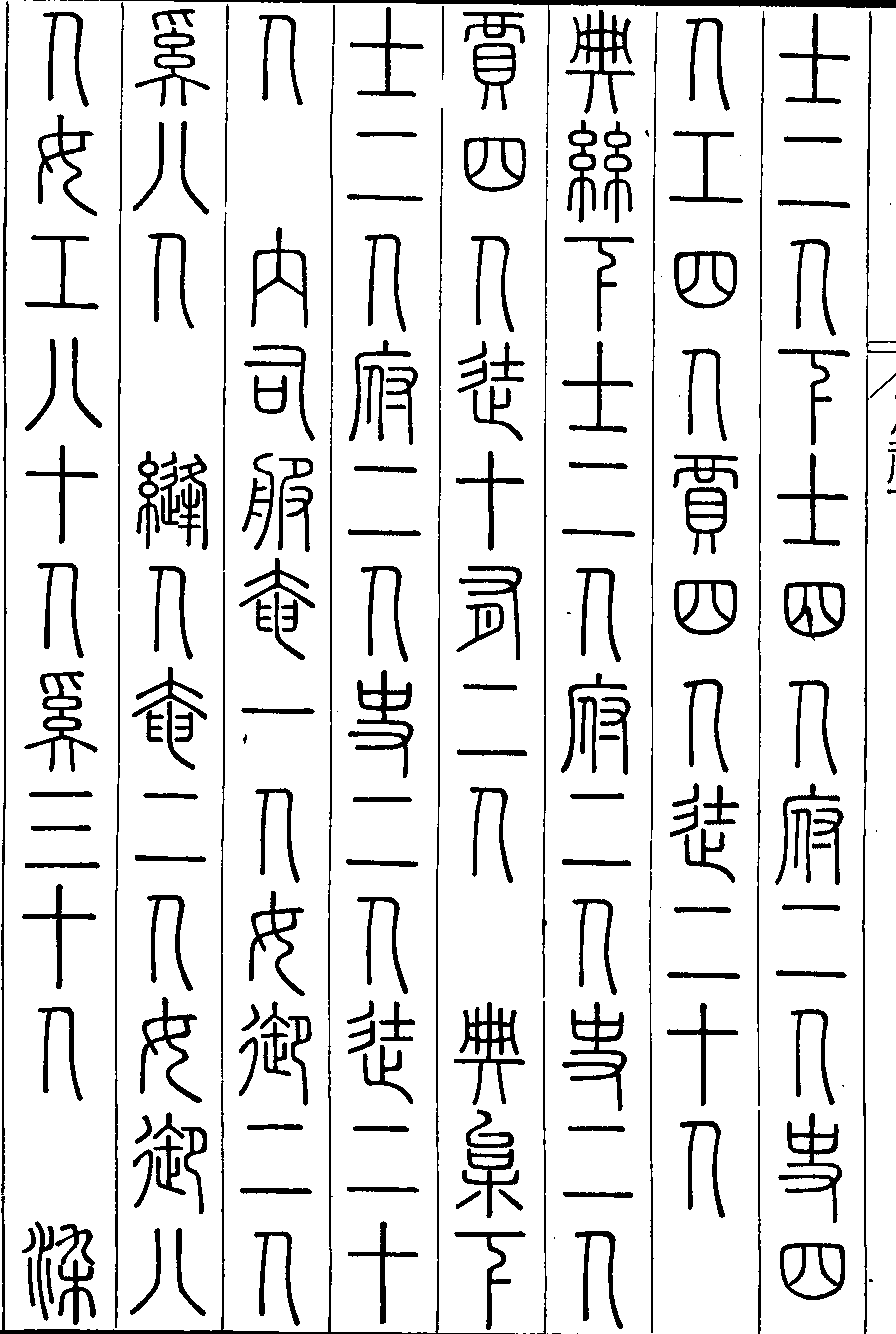 士二人下士四人府二人史四
人工四人賈四人徒二十人
典絲下士二人府二人史二人
賈四人徒十有二人　典枲下
士二人府二人史二人徒二十
人　內司服奄一人女御二人
奚八人　縫人奄二人女御八
人女工八十人奚三十人　染